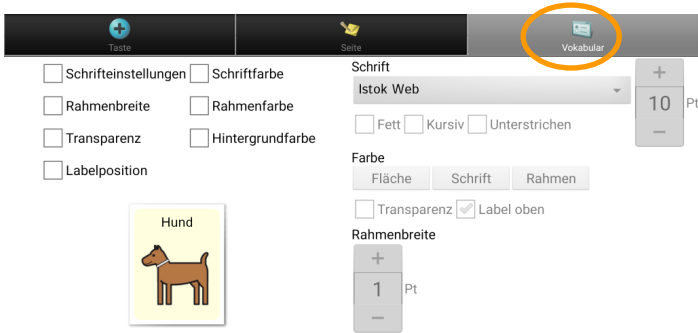 Taste
Seite
Vokabular
Schrifteinstellungen
Schriftfarbe
Rahmenbreite
Rahmenfarbe
Transparenz
Hintergrundfarbe
Labelposition
Hund
Schrift
Istok Web
+
10 Pt
−
Fett Kursiv Unterstrichen
Farbe
Fläche Schrift Rahmen
Transparenz Label oben
Rahmenbreite
+
1 Pt
−